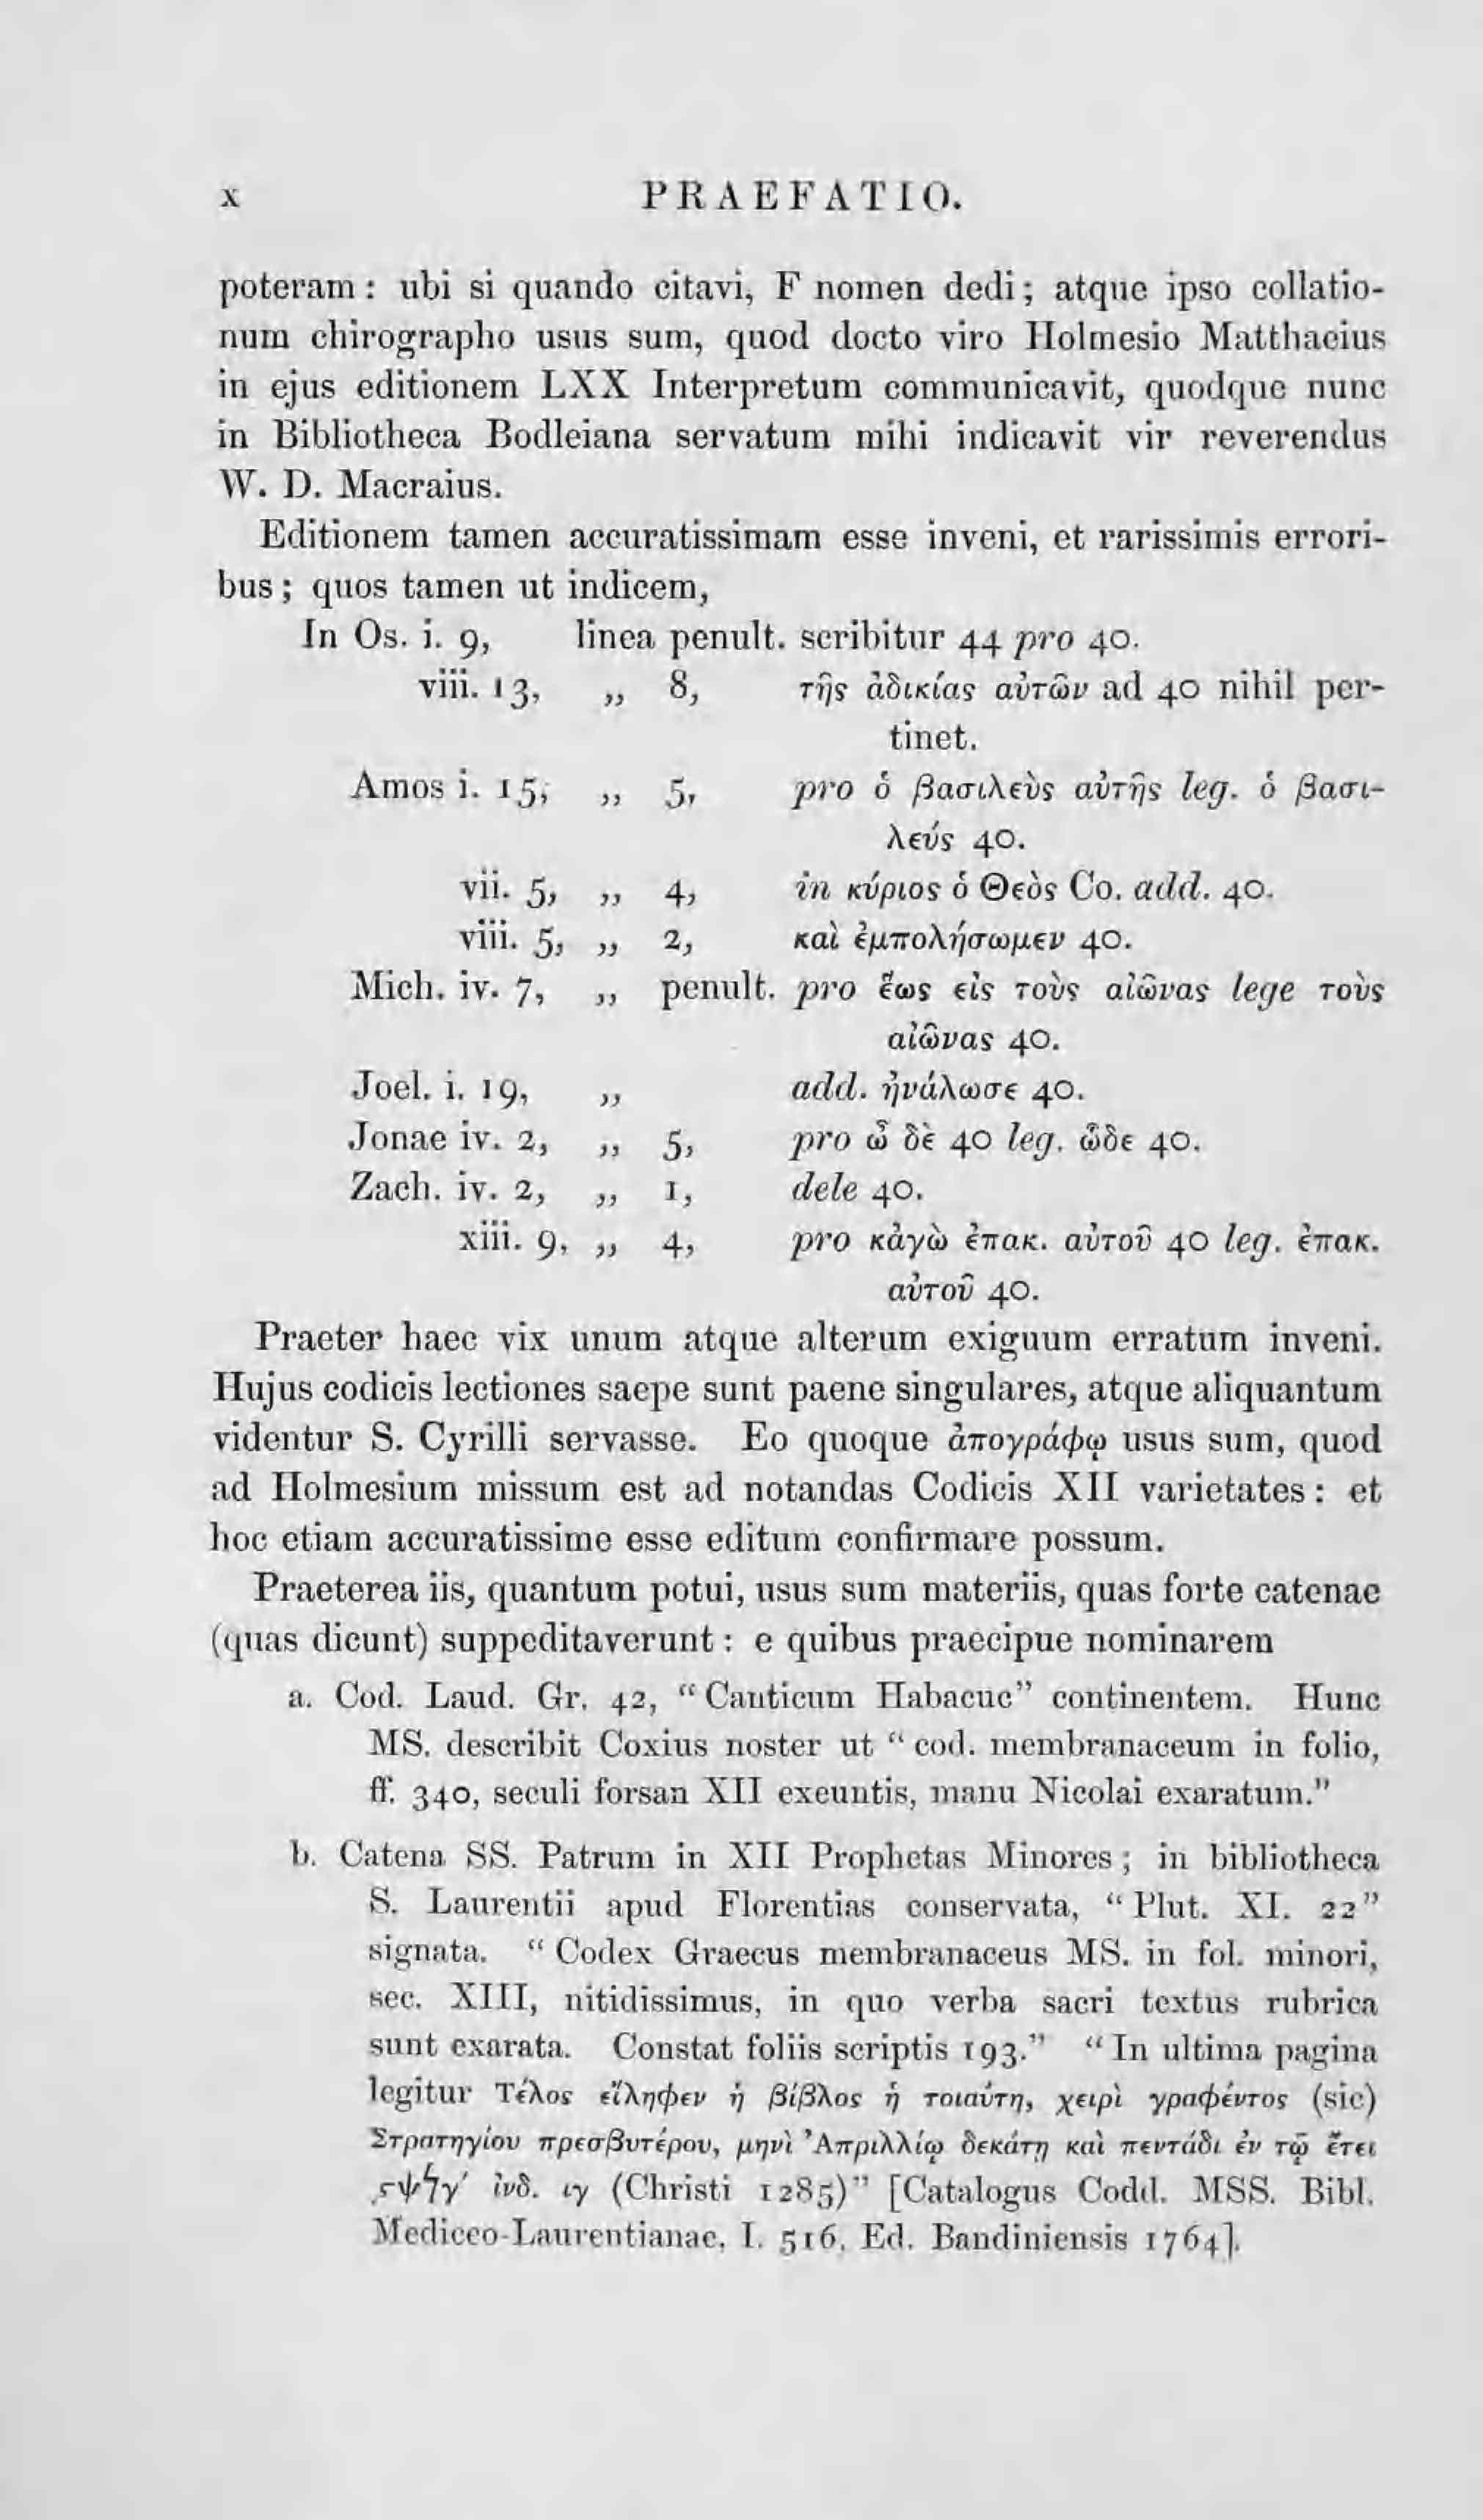 x PRAEFATIO.
poteram : ubi si quando citavi, F nomen dedi; atque ipso collatio-
num chirographo usus sum, quod docto viro Holmesio Matthaeius
in ejus editionem LXX Interpretum communicavit, quodque nunc
in Bibliotheca Bodleiana servatum mihi indicavit vir reverendus
W. D. Macraius.
Editionem tamen accuratissimam esse inveni, et rarissimis errori-
bus; quos tamen ut indicem,
In Os. i. 9, linea penult. scribitur 44 pro 40.
viii. 13, „ 8, τῆς ἀδικίας αὐτῶν ad 40 nihil per-
tinet.
Amos i. 15, „ 5, pro ὁ βασιλεὺς αὐτῆς leg. ὁ βασι-
λεύς 40.
vii. 5, „ 4, in κύριος ὁ Θεὸς Co. add. 40.
viii. 5, „ 2, καὶ ἐμπολήσωμεν 40.
Mich. iv. 7, „ penult. pro ἕως εἰς τοὺς αἰῶνας lege τοὺς
αἰῶνας 40.
Joel. i. 19, „ add. ἠνάλωσε 40.
Jonae iv. 2, „ 5, pro ὦ δὲ 40 leg. ὧδε 40.
Zach. iv. 2, „ 1, dele 40.
xiii. 9, „ 4, pro κἀγὼ ἐπακ. αὐτοῦ 40 leg. ἐπακ.
αὐτοῦ 40.
Praeter haec vix unum atque alterum exiguum erratum inveni.
Hujus codicis lectiones saepe sunt paene singulares, atque aliquantum
videntur S. Cyrilli servasse. Eo quoque ἀπογράφῳ usus sum, quod
ad Holmesium missum est ad notandas Codicis XII varietates : et
hoc etiam accuratissime esse editum confirmare possum.
Praeterea iis, quantum potui, usus sum materiis, quas forte catenae
(quas dicunt) suppeditaverunt : e quibus praecipue nominarem
a. Cod. Laud. Gr. 42, “Canticum Habacuc” continentem. Hunc
MS. describit Coxius noster ut “cod. membranaceum in folio,
ff. 340, seculi forsan XII exeuntis, manu Nicolai exaratum.”
b. Catena SS. Patrum in XII Prophetas Minores; in bibliotheca
S. Laurentii apud Florentias conservata, “Plut. XI. 22”
signata. “Codex Graecus membranaceus MS. in fol. minori,
sec. XIII, nitidissimus, in quo verba sacri textus rubrica
sunt exarata. Constat foliis scriptis 193.” “In ultima pagina
legitur Τέλος εἴληφεν ἡ βίβλος ἡ τοιαύτη, χειρὶ γραφέντος (sic)
Στρατηγίου πρεσβυτέρου, μηνὶ Ἀπριλλίῳ δεκάτῃ καὶ πεντάδι ἐν τῷ ἔτει
ϛψϟγʹ ἰνδ. ιγ (Christi 1285)” [Catalogus Codd. MSS. Bibl.
Mediceo-Laurentianae, I. 516, Ed. Bandiniensis 1764].